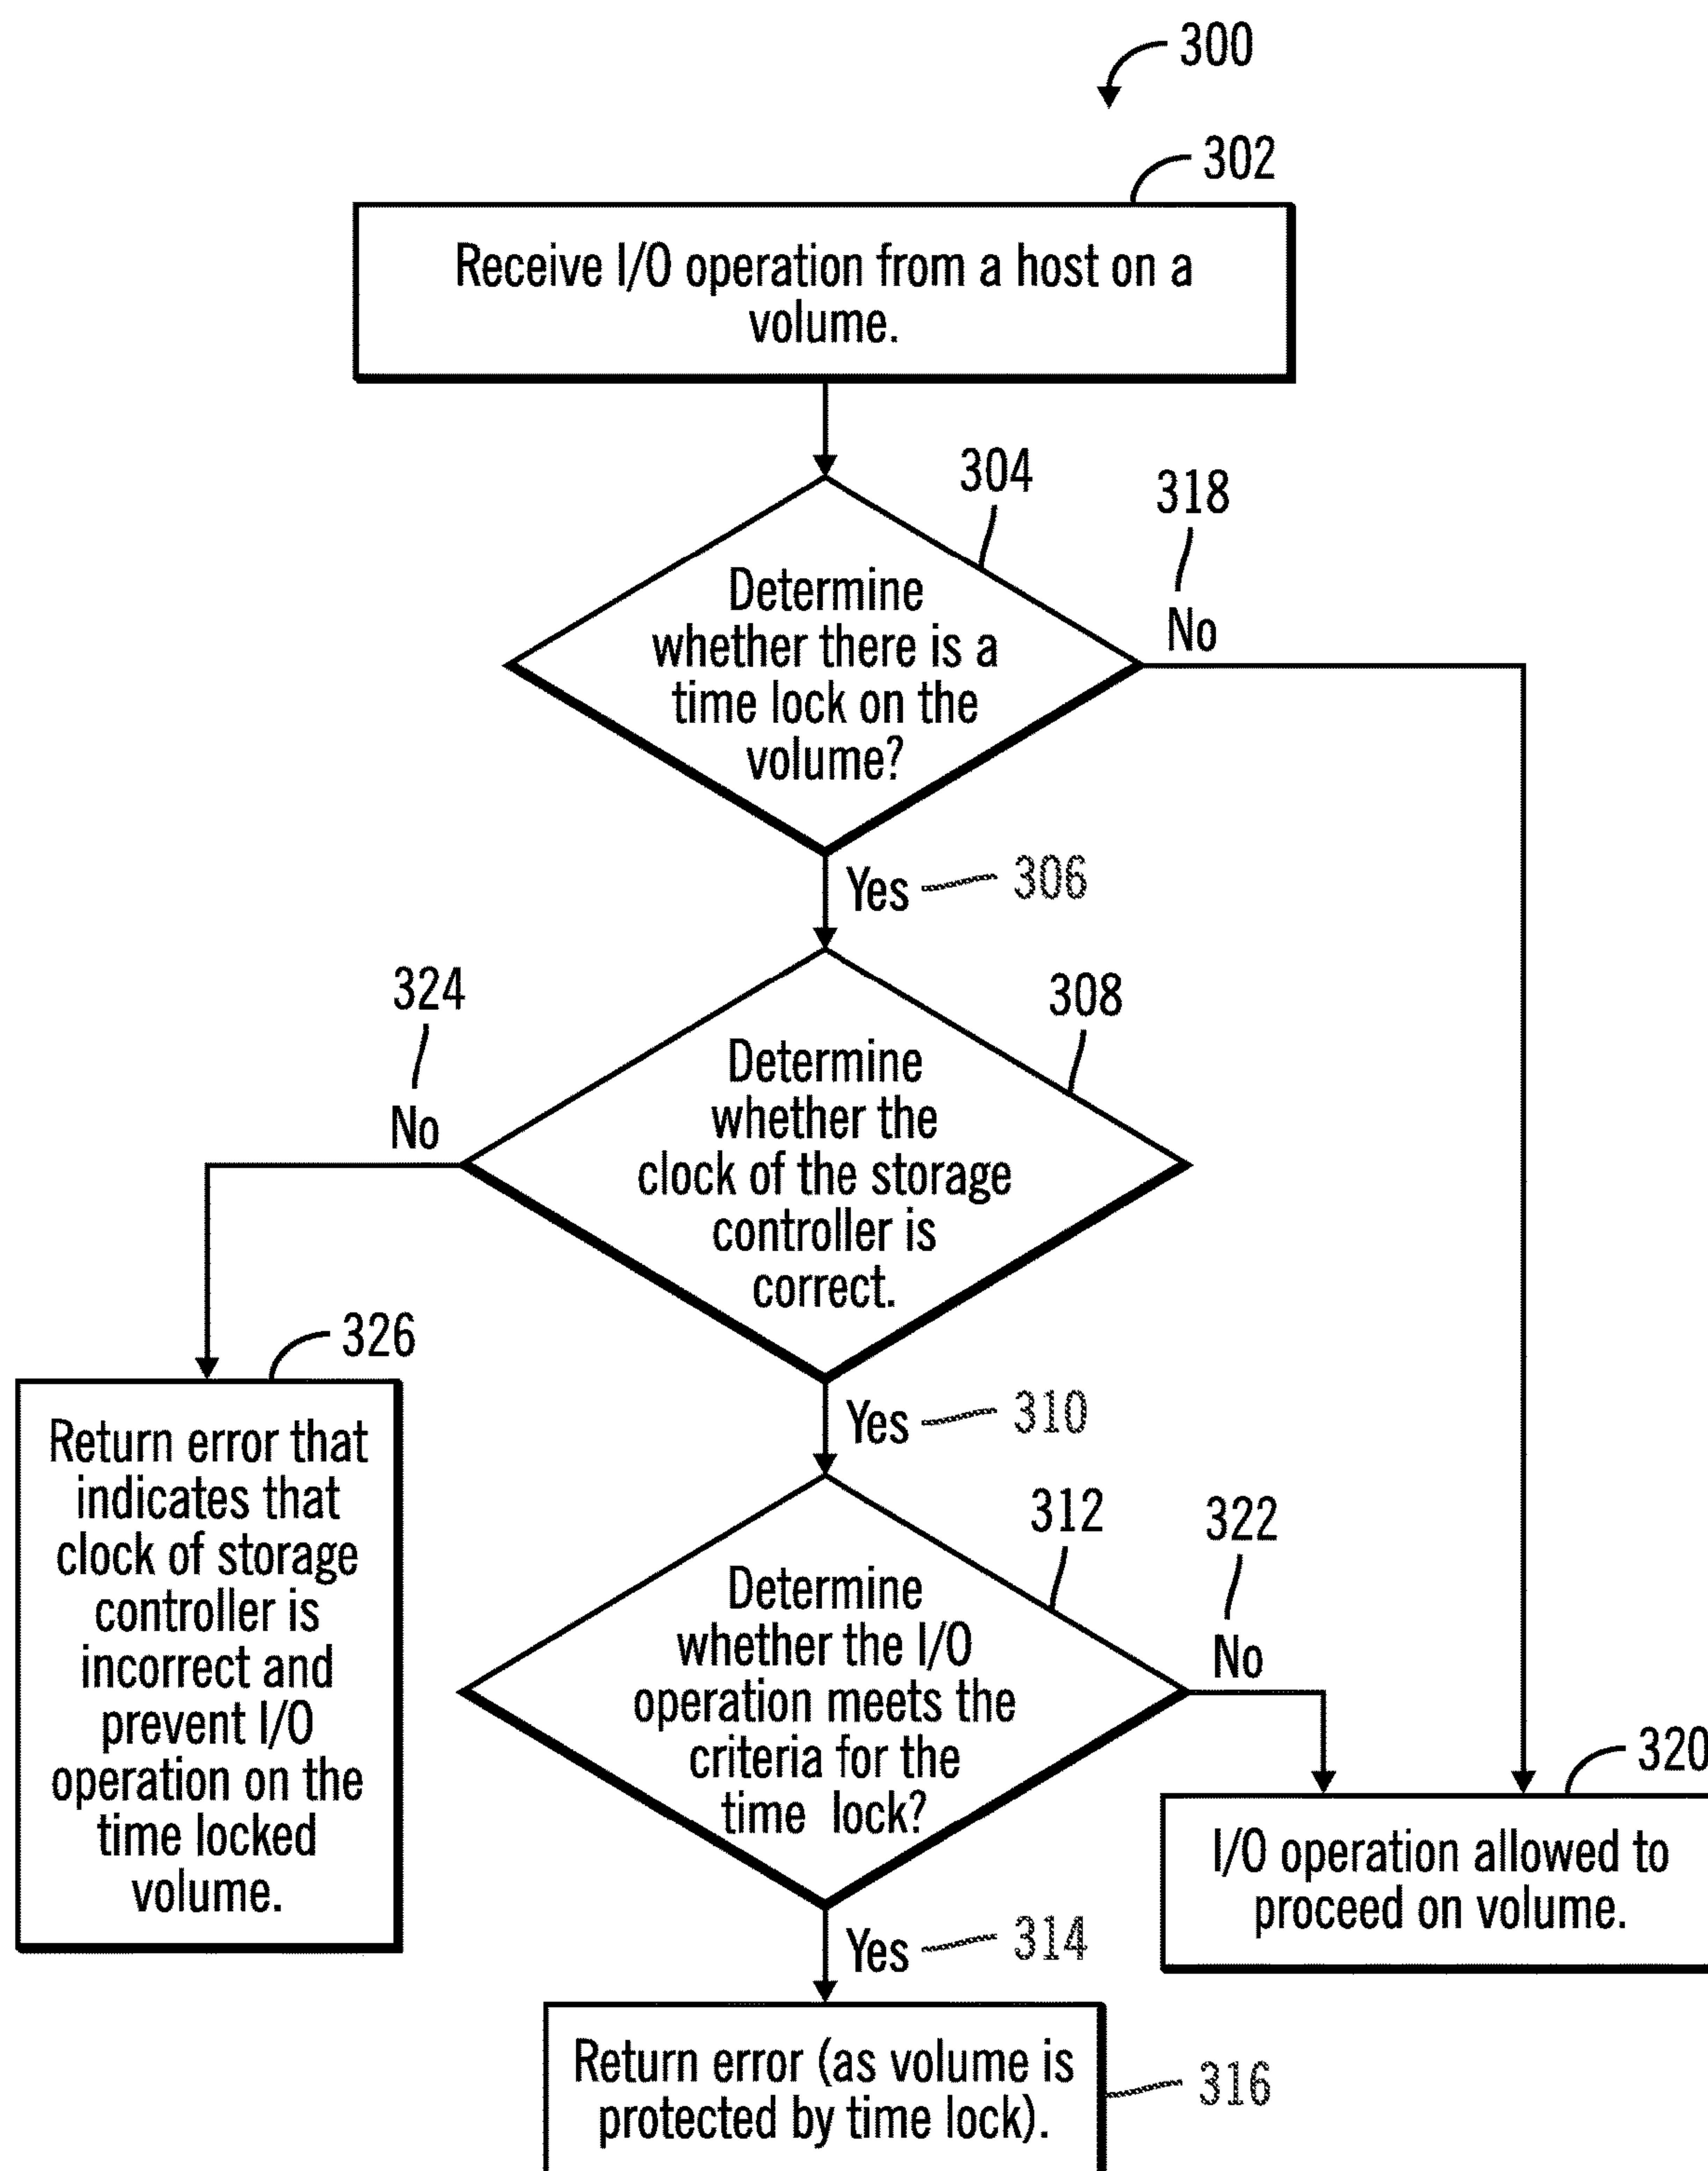 300
302
Receive I/O operation from a host on a
volume.
304
318
Determine
whether there is a
time lock on the
volume?
No
Yes
306
324
308
Determine
whether the
clock of the storage
controller is
correct.
No
326
Return error that
indicates that
clock of storage
controller is
incorrect and
prevent I/O
operation on the
time locked
volume.
Yes
310
312
322
Determine
whether the I/O
operation meets the
criteria for the
time lock?
No
320
I/O operation allowed to
proceed on volume.
Yes
314
Return error (as volume is
protected by time lock).
316